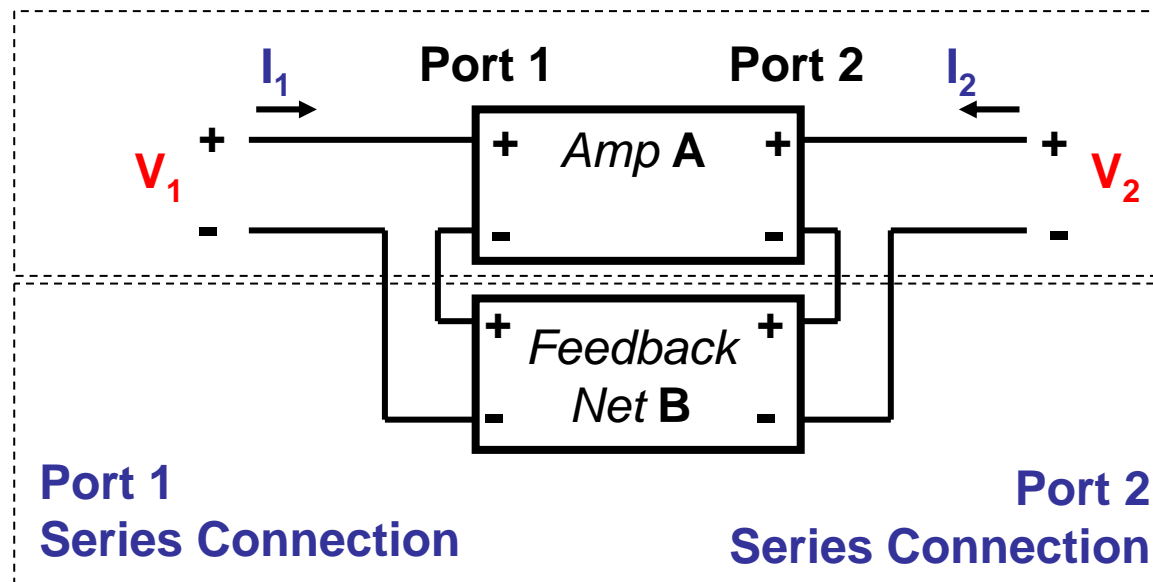 Port 1 Port 2
I1 I2
+ + Amp A + +
V1 V2
- - - -
+ Feedback +
- Net B -
Port 1
Series Connection
Port 2
Series Connection